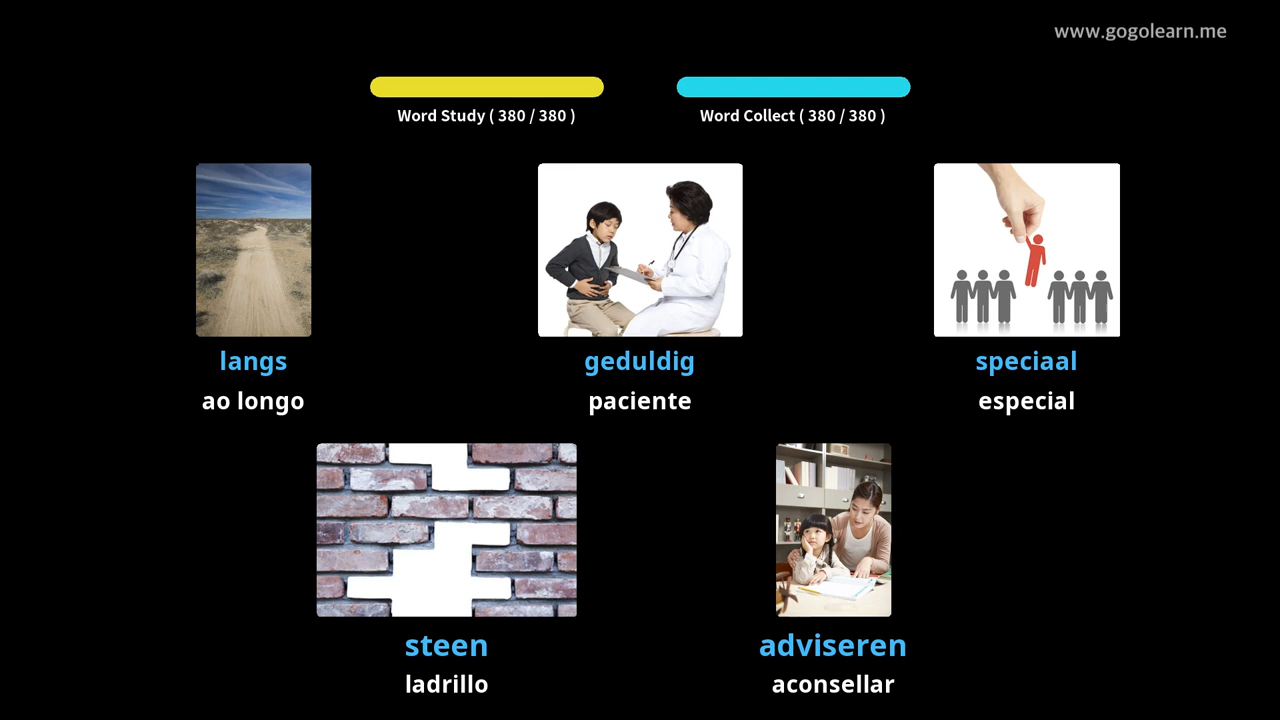 www.gogolearn.me
Word Study ( 380 / 380 )
Word Collect ( 380 / 380 )
langs
ao longo
geduldig
paciente
speciaal
especial
steen
ladrillo
adviseren
aconsellar